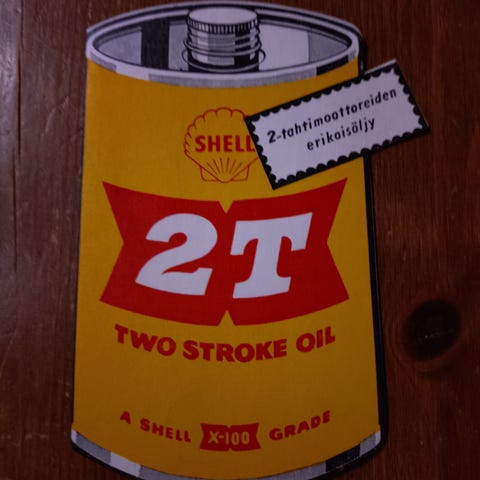 SHELL
2-tahtimoottoreiden
erikoisöljy
2T
TWO STROKE OIL
A SHELL X-100 GRADE